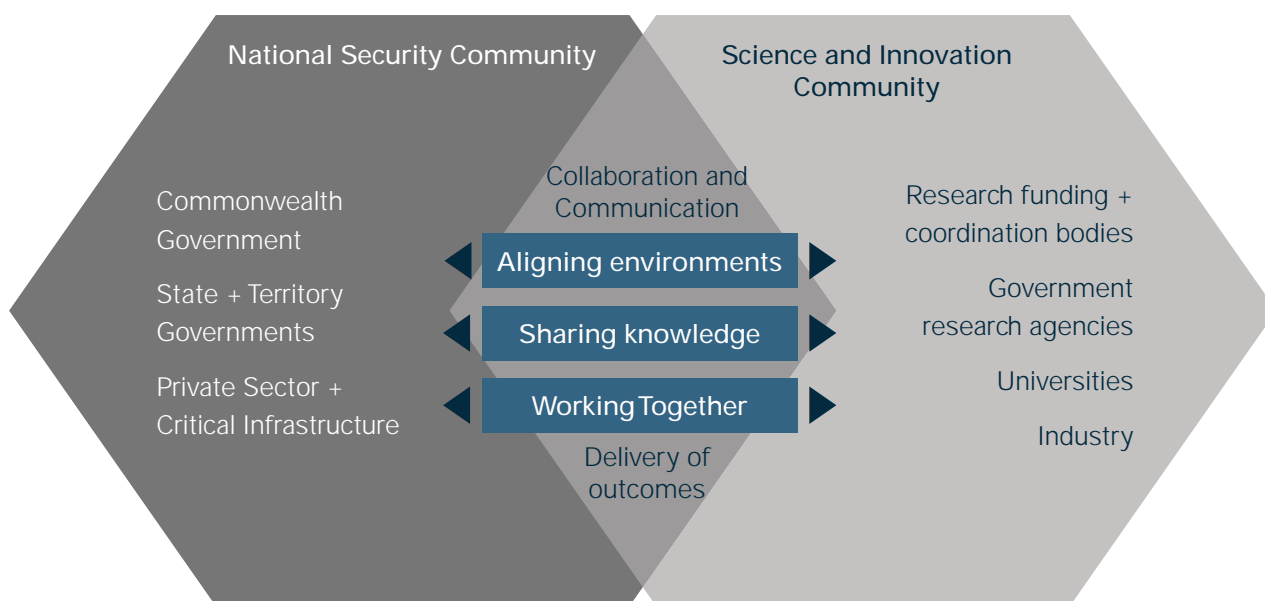 National Security Community
Commonwealth
Government
State + Territory
Governments
Private Sector +
Critical Infrastructure
Collaboration and
Communication
Aligning environments
Sharing knowledge
Working Together
Delivery of
outcomes
Science and Innovation
Community
Research funding +
coordination bodies
Government
research agencies
Universities
Industry